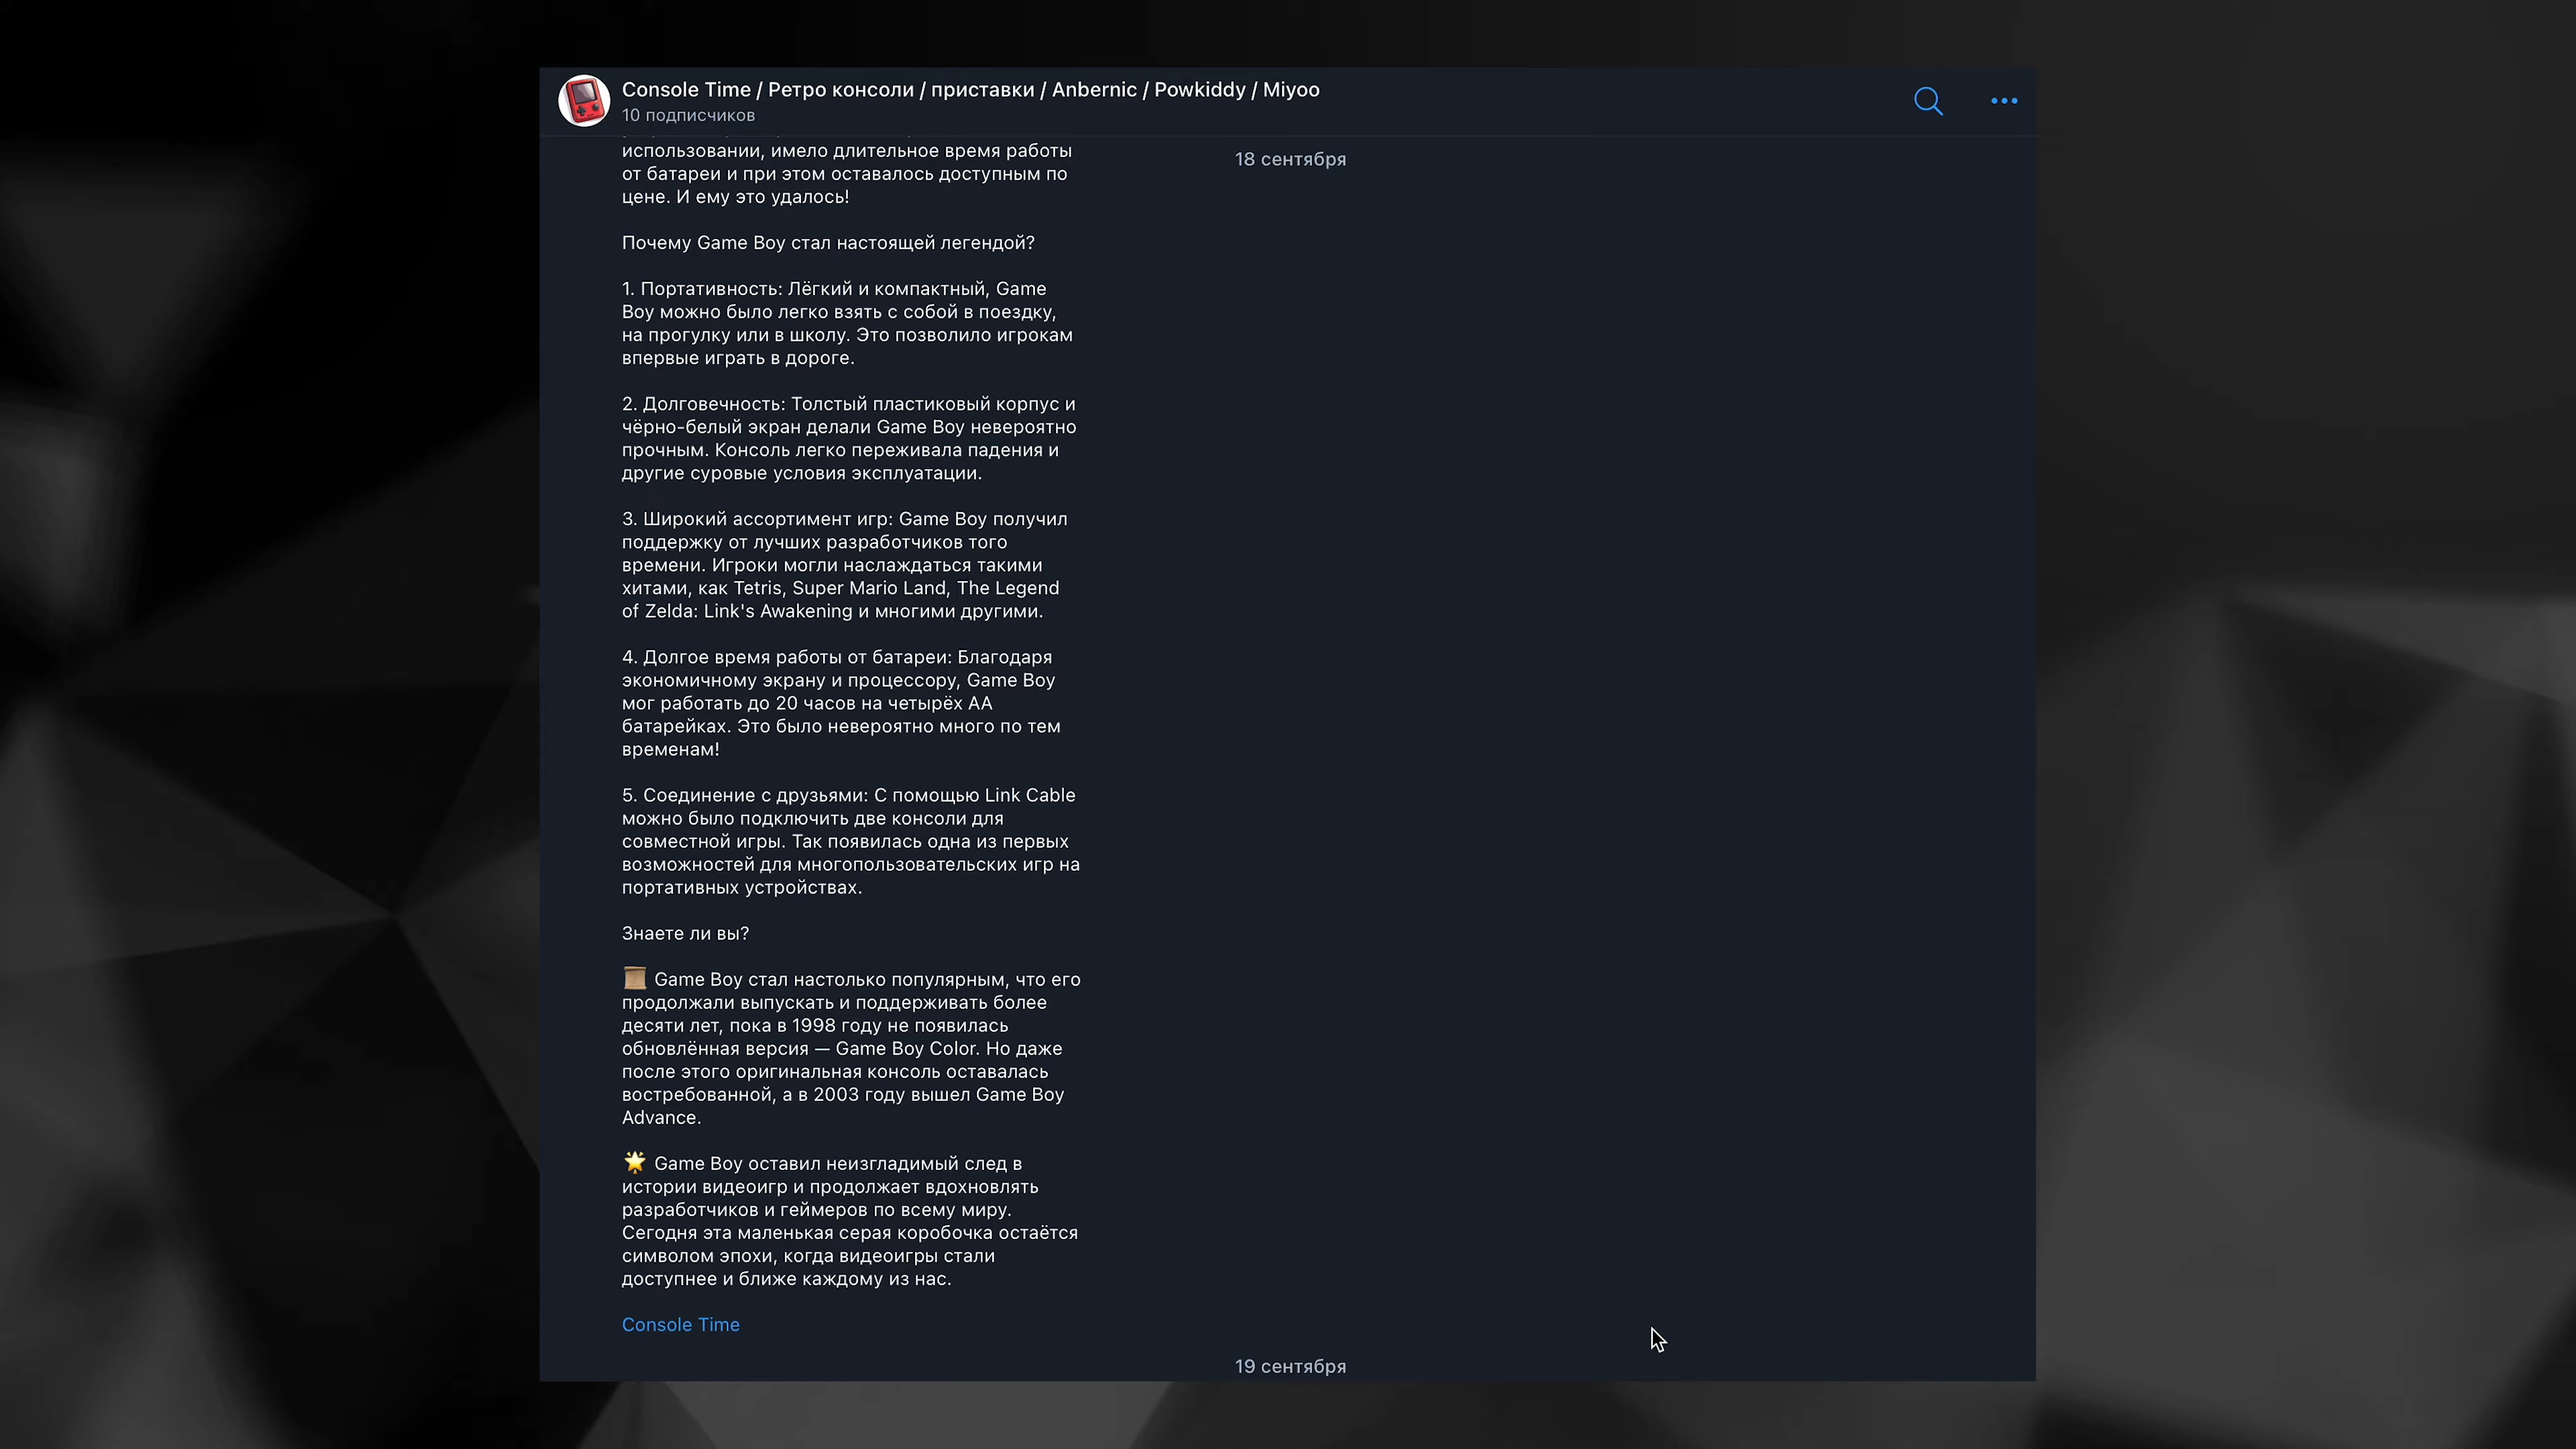 Console Time / Ретро консоли / приставки / Anbernic / Powkiddy / Miyoo
10 подписчиков
18 сентября
использовании, имело длительное время работы
от батареи и при этом оставалось доступным по
цене. И ему это удалось!
Почему Game Boy стал настоящей легендой?
1. Портативность: Лёгкий и компактный, Game
Boy можно было легко взять с собой в поездку,
на прогулку или в школу. Это позволило игрокам
впервые играть в дороге.
2. Долговечность: Толстый пластиковый корпус и
чёрно-белый экран делали Game Boy невероятно
прочным. Консоль легко переживала падения и
другие суровые условия эксплуатации.
3. Широкий ассортимент игр: Game Boy получил
поддержку от лучших разработчиков того
времени. Игроки могли наслаждаться такими
хитами, как Tetris, Super Mario Land, The Legend
of Zelda: Link's Awakening и многими другими.
4. Долгое время работы от батареи: Благодаря
экономичному экрану и процессору, Game Boy
мог работать до 20 часов на четырёх АА
батарейках. Это было невероятно много по тем
временам!
5. Соединение с друзьями: С помощью Link Cable
можно было подключить две консоли для
совместной игры. Так появилась одна из первых
возможностей для многопользовательских игр на
портативных устройствах.
Знаете ли вы?
Game Boy стал настолько популярным, что его
продолжали выпускать и поддерживать более
десяти лет, пока в 1998 году не появилась
обновлённая версия — Game Boy Color. Но даже
после этого оригинальная консоль оставалась
востребованной, а в 2003 году вышел Game Boy
Advance.
Game Boy оставил неизгладимый след в
истории видеоигр и продолжает вдохновлять
разработчиков и геймеров по всему миру.
Сегодня эта маленькая серая коробочка остаётся
символом эпохи, когда видеоигры стали
доступнее и ближе каждому из нас.
Console Time
19 сентября